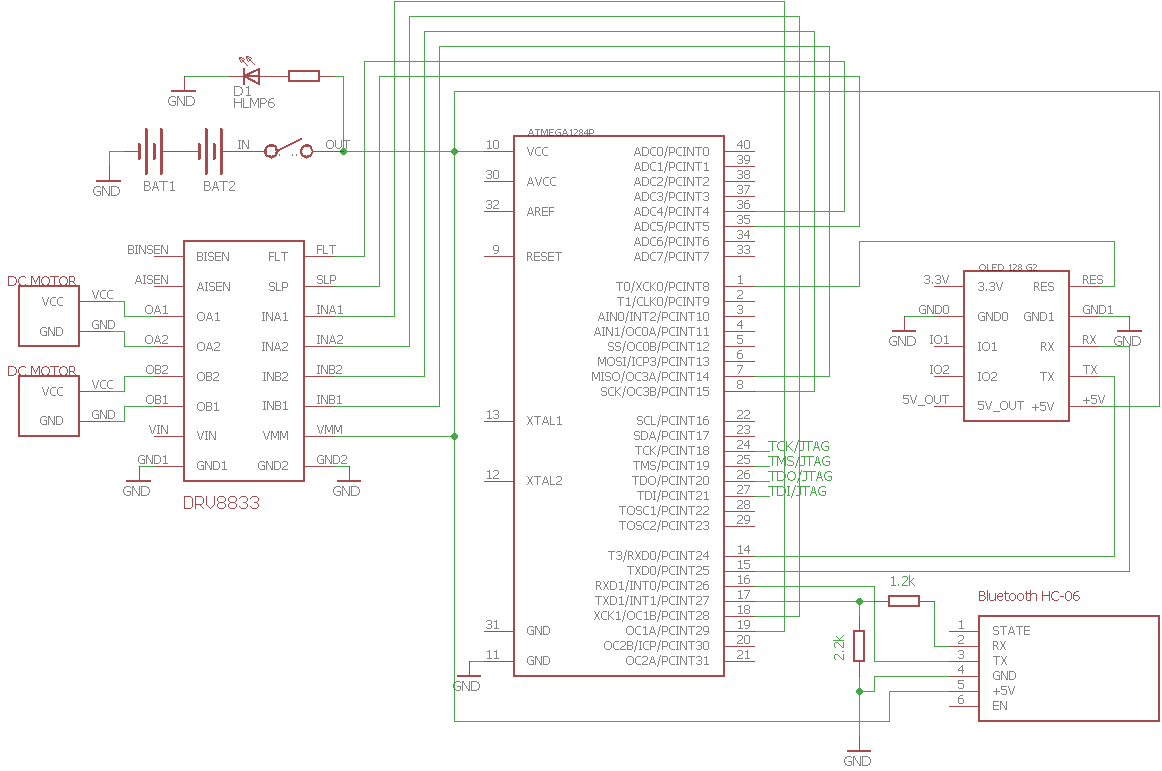 D1
HLMP6
GND
IN
OUT
BAT1
BAT2
GND
BINSEN
AISEN
OA1
OA2
OB2
OB1
VIN
GND1
BISEN
AISEN
OA1
OA2
OB2
OB1
VIN
GND1
FLT
SLP
INA1
INA2
INB2
INB1
VMM
GND2
FLT
SLP
INA1
INA2
INB2
INB1
VMM
GND2
GND
GND
DRV8833
DC MOTOR
VCC
GND
VCC
GND
DC MOTOR
VCC
GND
VCC
GND
ATMEGA1284P
10
VCC
30
AVCC
32
AREF
9
RESET
13
XTAL1
12
XTAL2
31
GND
11
GND
GND
ADC0/PCINT0
40
ADC1/PCINT1
39
ADC2/PCINT2
38
ADC3/PCINT3
37
ADC4/PCINT4
36
ADC5/PCINT5
35
ADC6/PCINT6
34
ADC7/PCINT7
33
T0/XCK0/PCINT8
1
T1/CLK0/PCINT9
2
AIN0/INT2/PCINT10
3
AIN1/OC0A/PCINT11
4
SS/OC0B/PCINT12
5
MOSI/ICP3/PCINT13
6
MISO/OC3A/PCINT14
7
SCK/OC3B/PCINT15
8
SCL/PCINT16
22
SDA/PCINT17
23
TCK/PCINT18
24
TCK/JTAG
TMS/PCINT19
25
TMS/JTAG
TDO/PCINT20
26
TDO/JTAG
TDI/PCINT21
27
TDI/JTAG
TOSC1/PCINT22
28
TOSC2/PCINT23
29
T3/RXD0/PCINT24
14
TXD0/PCINT25
15
RXD1/INT0/PCINT26
16
TXD1/INT1/PCINT27
17
XCK1/OC1B/PCINT28
18
OC1A/PCINT29
19
OC2B/ICP/PCINT30
20
OC2A/PCINT31
21
OLED 128 G2
3.3V
GND0
IO1
IO2
5V_OUT
3.3V
GND0
IO1
IO2
5V_OUT
RES
GND1
RX
TX
+5V
RES
GND1
RX
TX
+5V
GND
GND
1.2k
2.2k
GND
Bluetooth HC-06
1
STATE
2
RX
3
TX
4
GND
5
+5V
6
EN